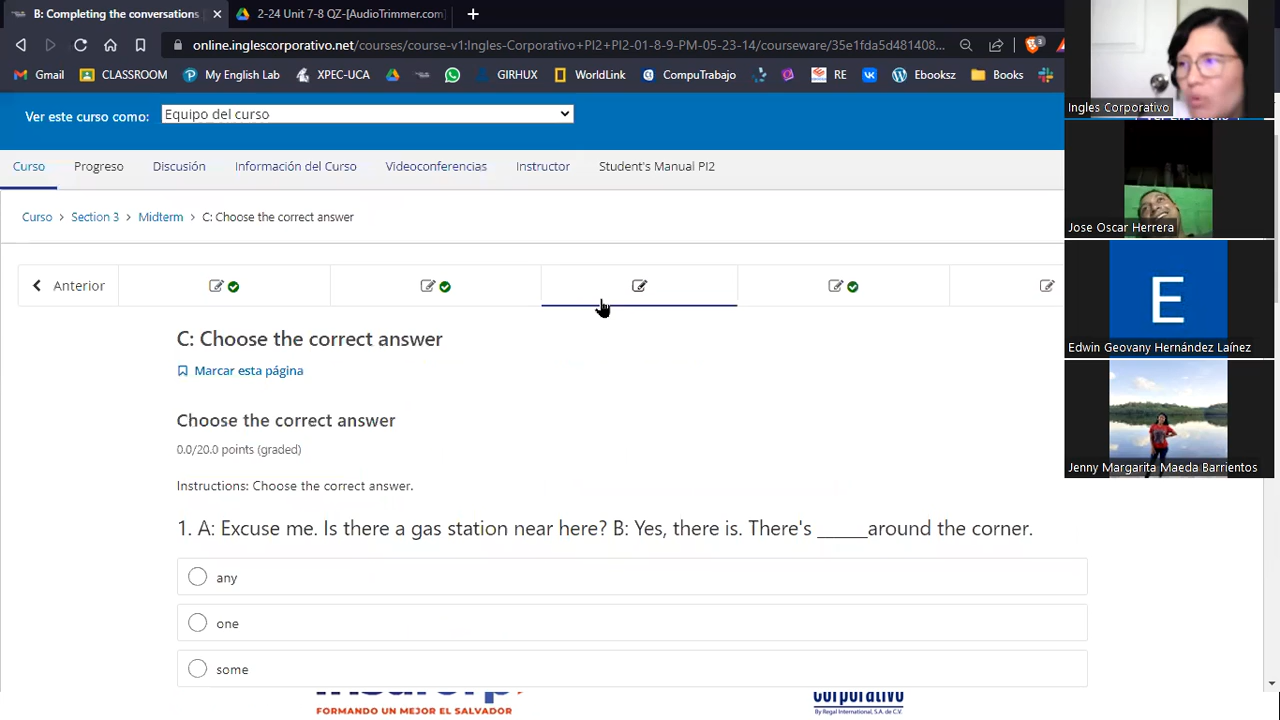 B: Completing the conversations
2-24 Unit 7-8 QZ-[AudioTrimmer.com]
online.inglescorporativo.net/courses/course-v1:Ingles-Corporativo+PI2+PI2-01-8-9-PM-05-23-14/courseware/35e1fda5d481408...
3
Gmail CLASSROOM My English Lab XPEC-UCA GIRHUX WorldLink CompuTrabajo RE Ebooksz Books
Ver este curso como: Equipo del curso
Curso Progreso Discusión Información del Curso Videoconferencias Instructor Student's Manual PI2
Curso > Section 3 > Midterm > C: Choose the correct answer
Anterior
C: Choose the correct answer
Marcar esta página
Choose the correct answer
0.0/20.0 points (graded)
Instructions: Choose the correct answer.
1. A: Excuse me. Is there a gas station near here? B: Yes, there is. There's _____around the corner.
any
one
some
FORMANDO UN MEJOR EL SALVADOR
corporativo
By Regal International, S.A. de C.V.
Ingles Corporativo
Jose Oscar Herrera
E
Edwin Geovany Hernández Laínez
Jenny Margarita Maeda Barrientos